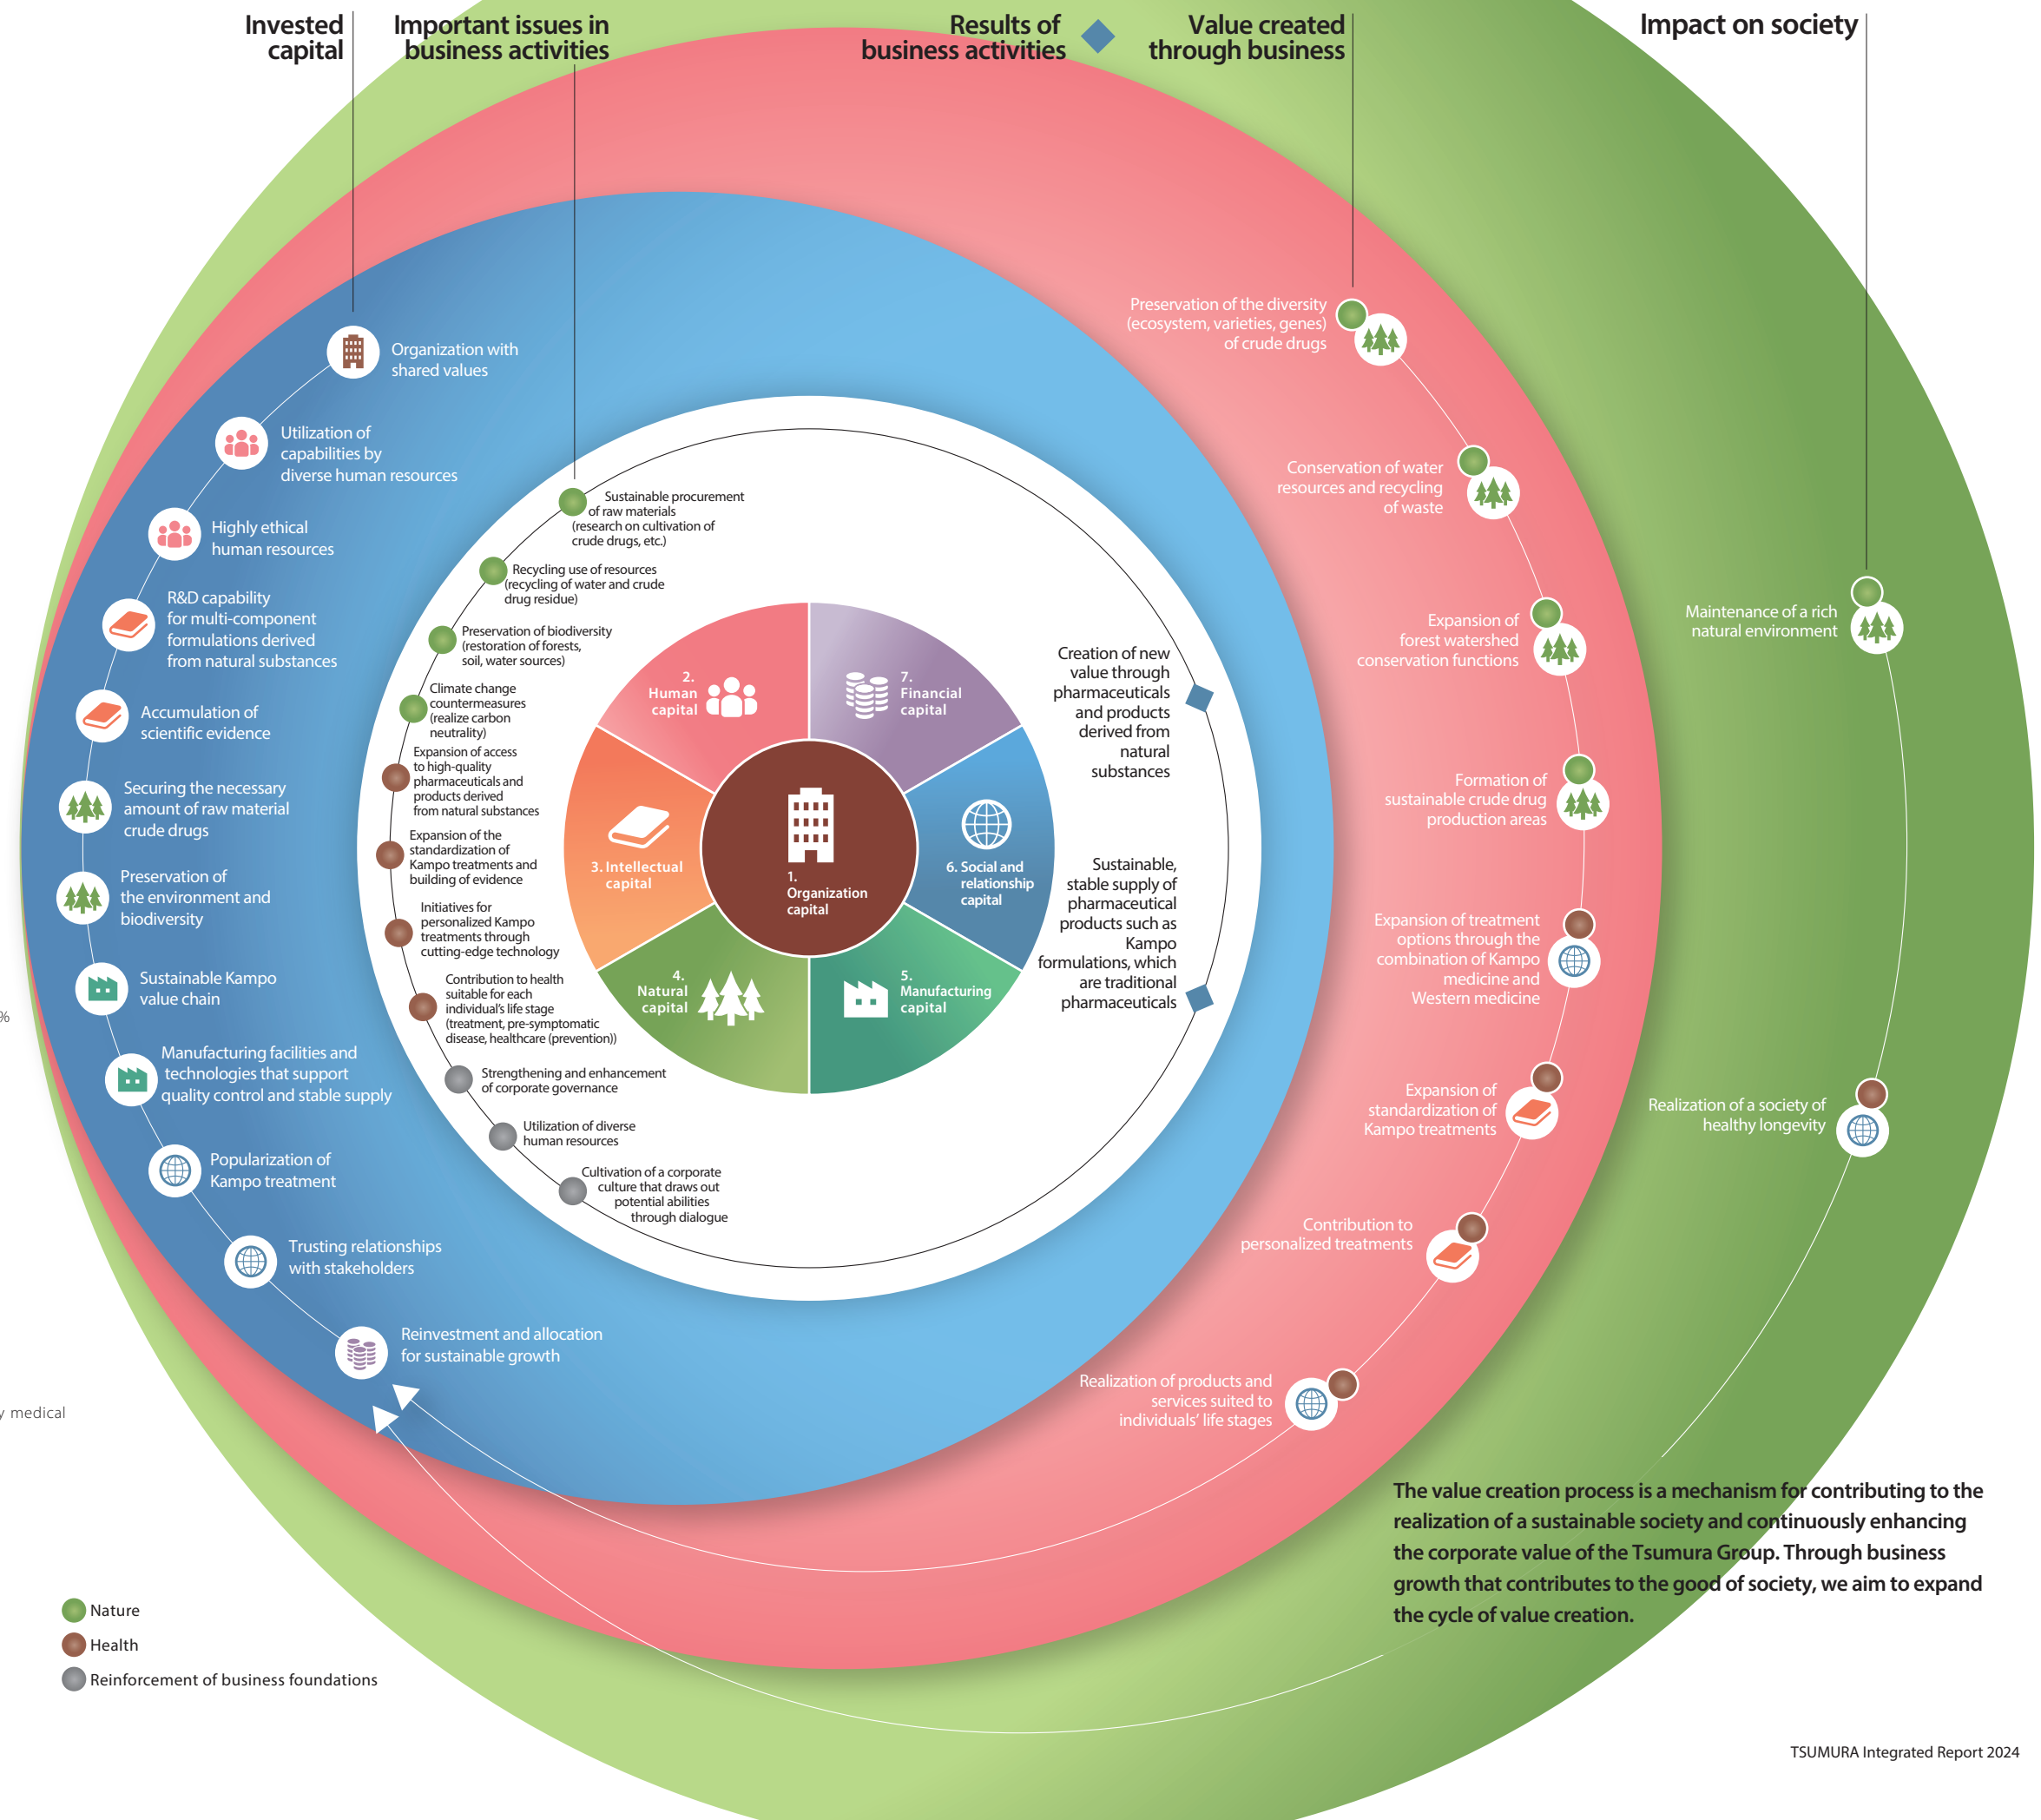 Invested
capital
Important issues in
business activities
Results of
business activities
Value created
through business
Impact on society
Organization with
shared values
Utilization of
capabilities by
diverse human resources
Highly ethical
human resources
R&D capability
for multi-component
formulations derived
from natural substances
Accumulation of
scientific evidence
Securing the necessary
amount of raw material
crude drugs
Preservation of
the environment and
biodiversity
Sustainable Kampo
value chain
Manufacturing facilities and
technologies that support
quality control and stable supply
Popularization of
Kampo treatment
Trusting relationships
with stakeholders
Reinvestment and allocation
for sustainable growth
%
y medical
Sustainable procurement
of raw materials
(research on cultivation of
crude drugs, etc.)
Recycling use of resources
(recycling of water and crude
drug residue)
Preservation of biodiversity
(restoration of forests,
soil, water sources)
Climate change
countermeasures
(realize carbon
neutrality)
Expansion of access
to high-quality
pharmaceuticals and
products derived
from natural substances
Expansion of the
standardization of
Kampo treatments and
building of evidence
Initiatives for
personalized Kampo
treatments through
cutting-edge technology
Contribution to health
suitable for each
individual's life stage
(treatment, pre-symptomatic
disease, healthcare (prevention))
Strengthening and enhancement
of corporate governance
Utilization of diverse
human resources
Cultivation of a corporate
culture that draws out
potential abilities
through dialogue
1.
Organization
capital
2.
Human
capital
3. Intellectual
capital
4.
Natural
capital
5.
Manufacturing
capital
6. Social and
relationship
capital
7.
Financial
capital
Creation of new
value through
pharmaceuticals
and products
derived from
natural
substances
Sustainable,
stable supply of
pharmaceutical
products such as
Kampo
formulations, which
are traditional
pharmaceuticals
Preservation of the diversity
(ecosystem, varieties, genes)
of crude drugs
Conservation of water
resources and recycling
of waste
Expansion of
forest watershed
conservation functions
Formation of
sustainable crude drug
production areas
Expansion of treatment
options through the
combination of Kampo
medicine and
Western medicine
Expansion of
standardization of
Kampo treatments
Contribution to
personalized treatments
Realization of products and
services suited to
individuals' life stages
Maintenance of a rich
natural environment
Realization of a society of
healthy longevity
The value creation process is a mechanism for contributing to the
realization of a sustainable society and continuously enhancing
the corporate value of the Tsumura Group. Through business
growth that contributes to the good of society, we aim to expand
the cycle of value creation.
Nature
Health
Reinforcement of business foundations
TSUMURA Integrated Report 2024